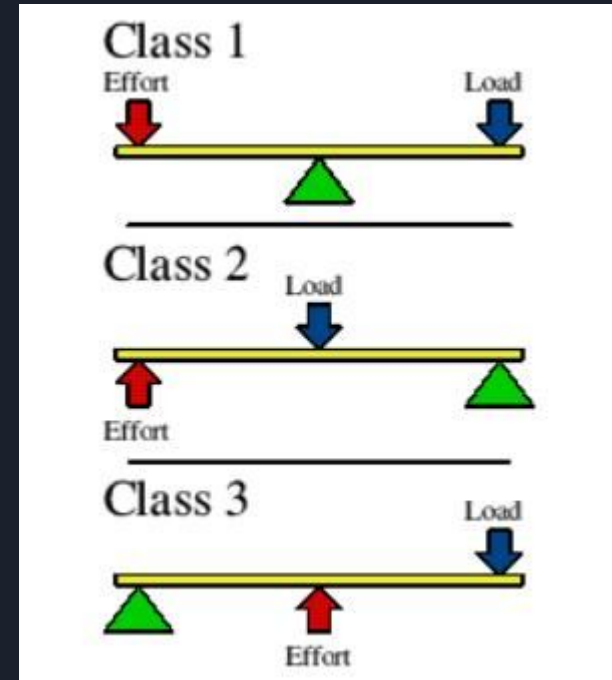 Class 1
Effort Load
Class 2
Load
Effort
Class 3
Load
Effort